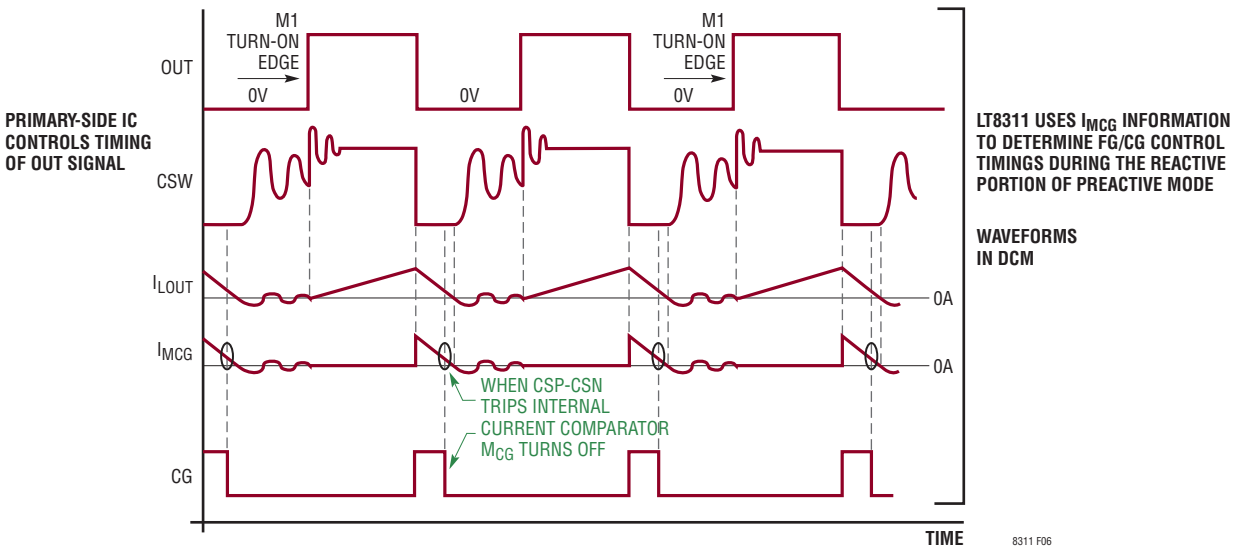 M1
TURN-ON
EDGE
M1
TURN-ON
EDGE
OUT
0V
0V
0V
PRIMARY-SIDE IC
CONTROLS TIMING
OF OUT SIGNAL
LT8311 USES IMCG INFORMATION
TO DETERMINE FG/CG CONTROL
TIMINGS DURING THE REACTIVE
PORTION OF PREACTIVE MODE
CSW
WAVEFORMS
IN DCM
ILOUT
0A
IMCG
0A
WHEN CSP-CSN
TRIPS INTERNAL
CURRENT COMPARATOR
MCG TURNS OFF
CG
TIME
8311 F06